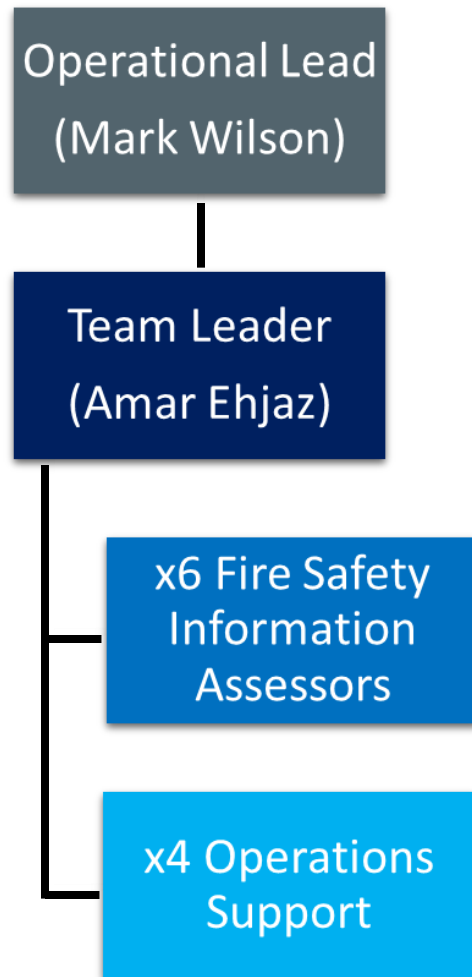 Operational Lead
(Mark Wilson)
Team Leader
(Amar Ehjaz)
x6 Fire Safety
Information
Assessors
x4 Operations
Support